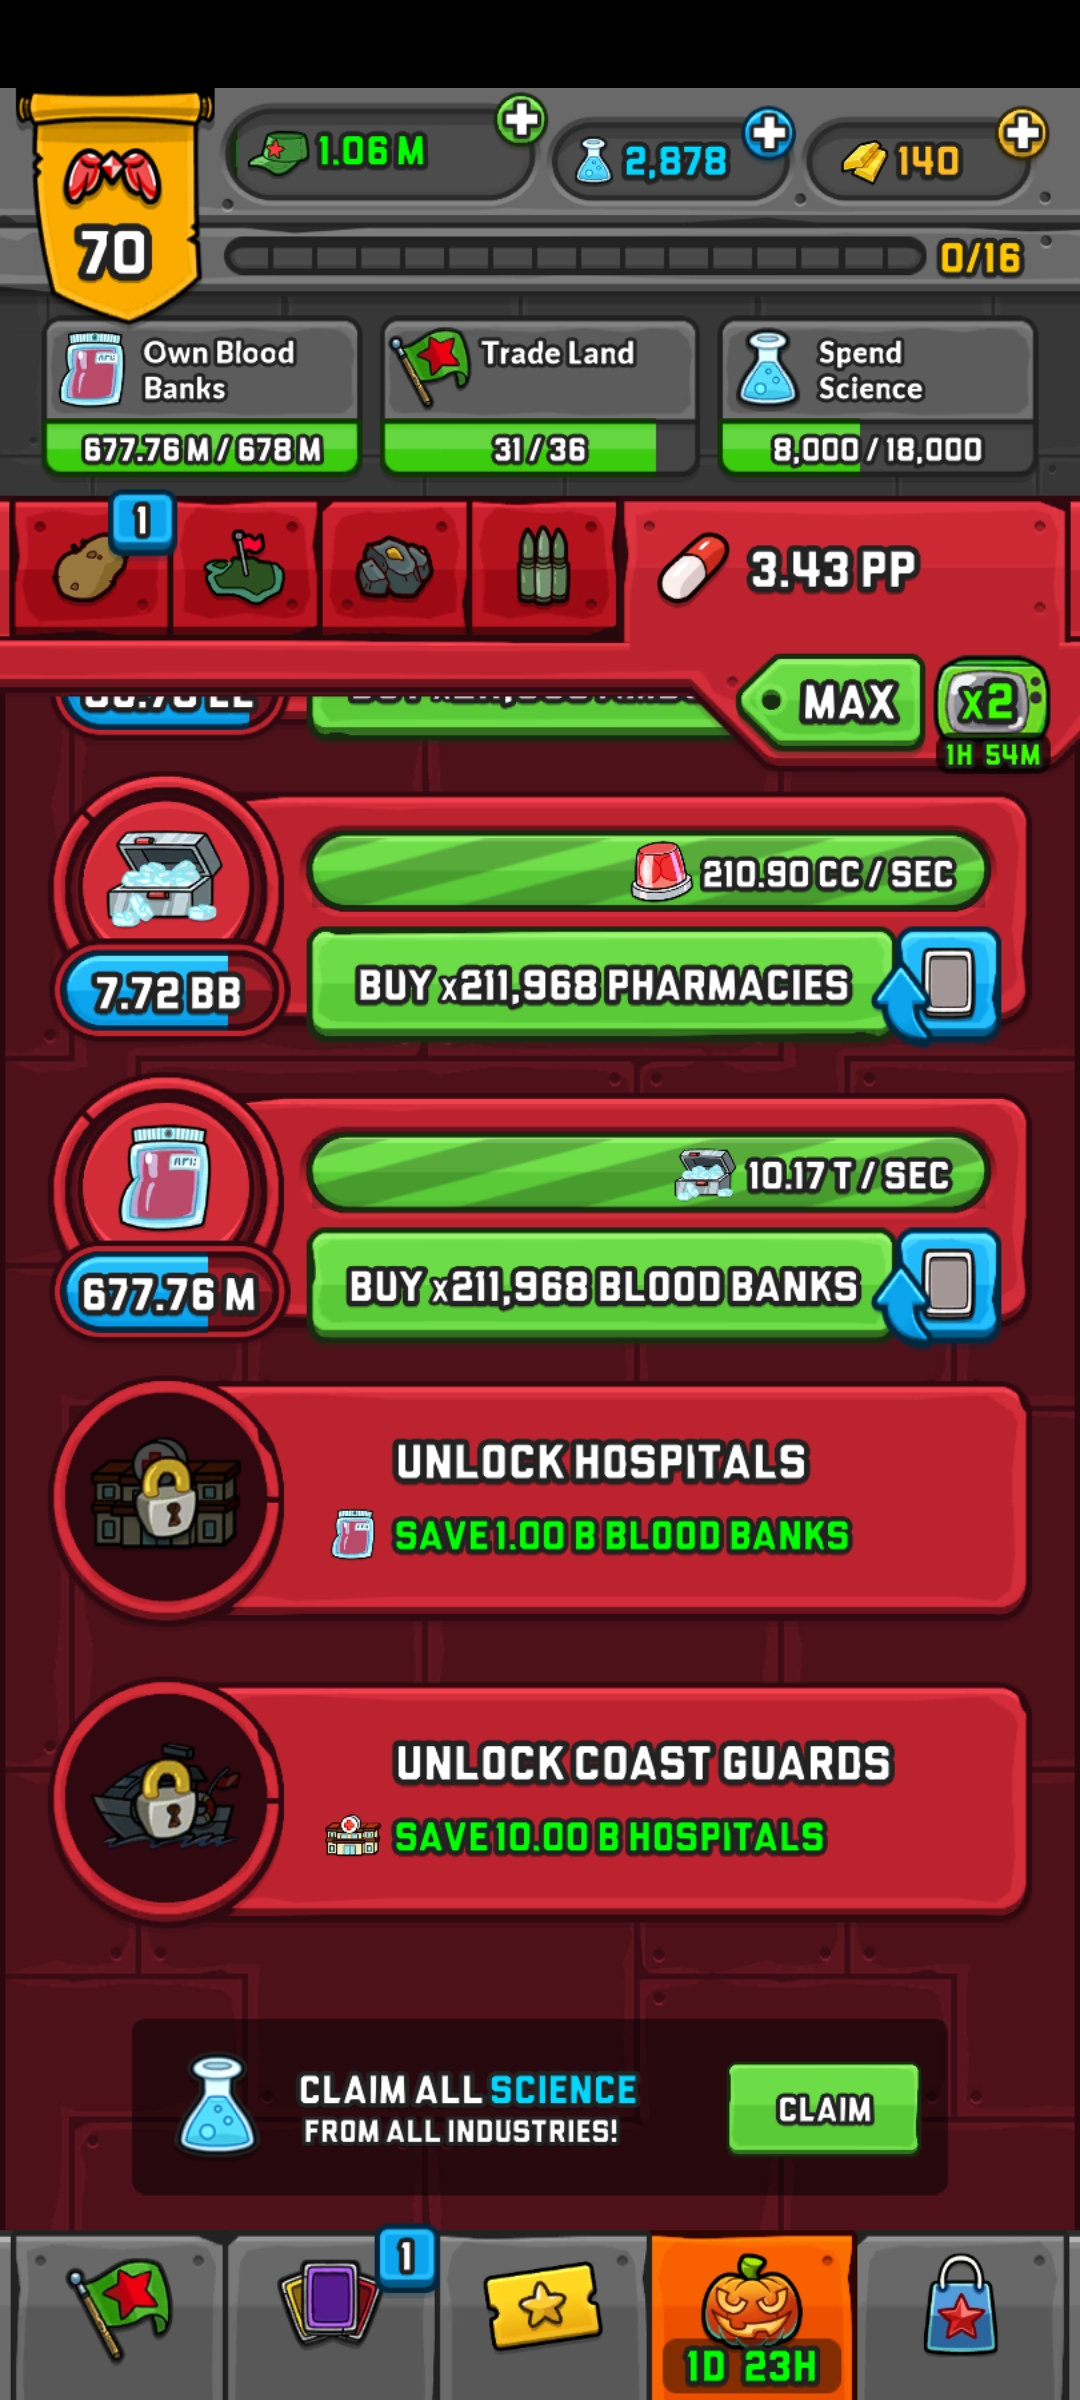 70
1.06 M
2,878
140
0/16
Own Blood
Banks
677.76 M / 678 M
Trade Land
31 / 36
Spend
Science
8,000 / 18,000
1
3.43 PP
MAX
x2
1H 54M
210.90 CC / SEC
7.72 BB
BUY x211,968 PHARMACIES
10.17 T / SEC
677.76 M
BUY x211,968 BLOOD BANKS
UNLOCK HOSPITALS
SAVE 1.00 B BLOOD BANKS
UNLOCK COAST GUARDS
SAVE 10.00 B HOSPITALS
CLAIM ALL SCIENCE
FROM ALL INDUSTRIES!
CLAIM
1
1D 23H